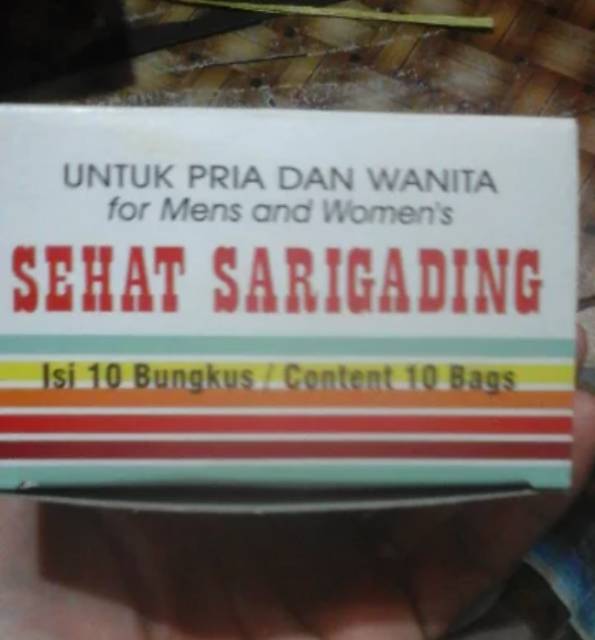 UNTUK PRIA DAN WANITA
for Mens and Women's
SEHAT SARIGADING
Isi 10 Bungkus / Content 10 Bags